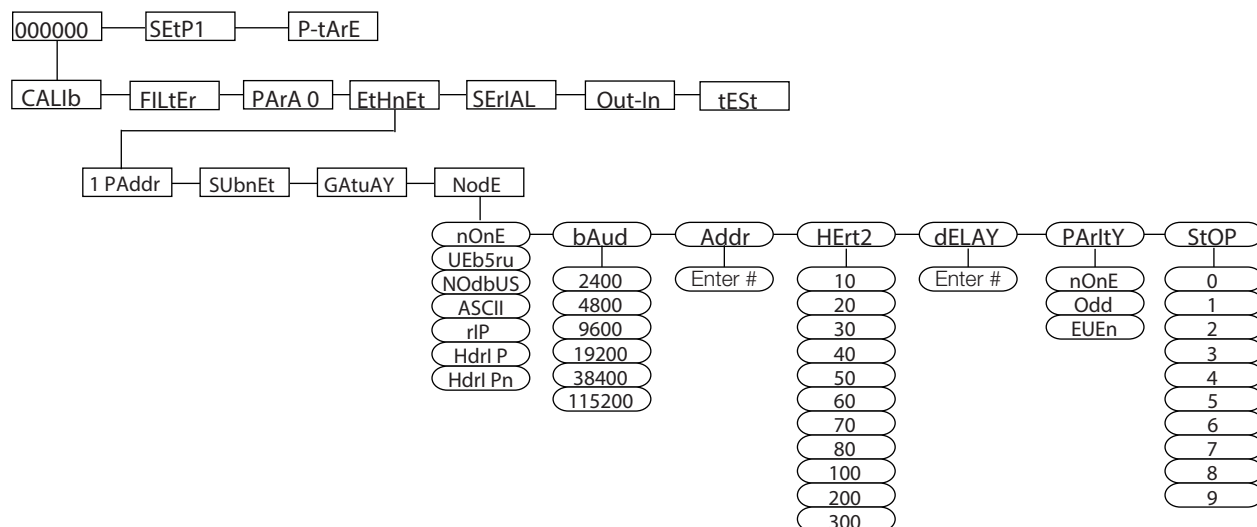 000000 SEtP1 P-tArE
CALIb FILtEr PArA 0 EtHnEt SErIAL Out-In tESt
1 PAddr SUbnEt GAtuAY NodE
nOnE bAud Addr HErt2 dELAY PArItY StOP
UEb5ru
NOdbUS
ASCII
rIP
HdrI P
HdrI Pn
2400
4800
9600
19200
38400
115200
Enter #
10
20
30
40
50
60
70
80
100
200
300
Enter #
nOnE
Odd
EUEn
0
1
2
3
4
5
6
7
8
9